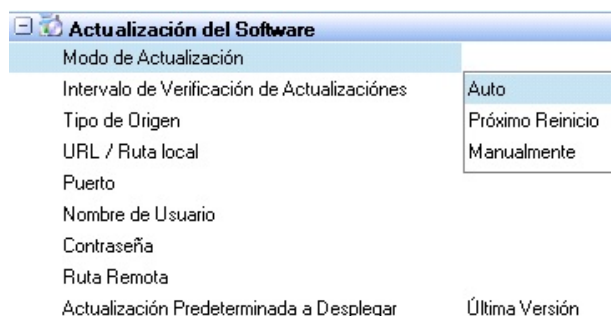 Actualización del Software
Modo de Actualización
Intervalo de Verificación de Actualizaciónes Auto
Tipo de Origen Próximo Reinicio
URL / Ruta local Manualmente
Puerto
Nombre de Usuario
Contraseña
Ruta Remota
Actualización Predeterminada a Desplegar Última Versión